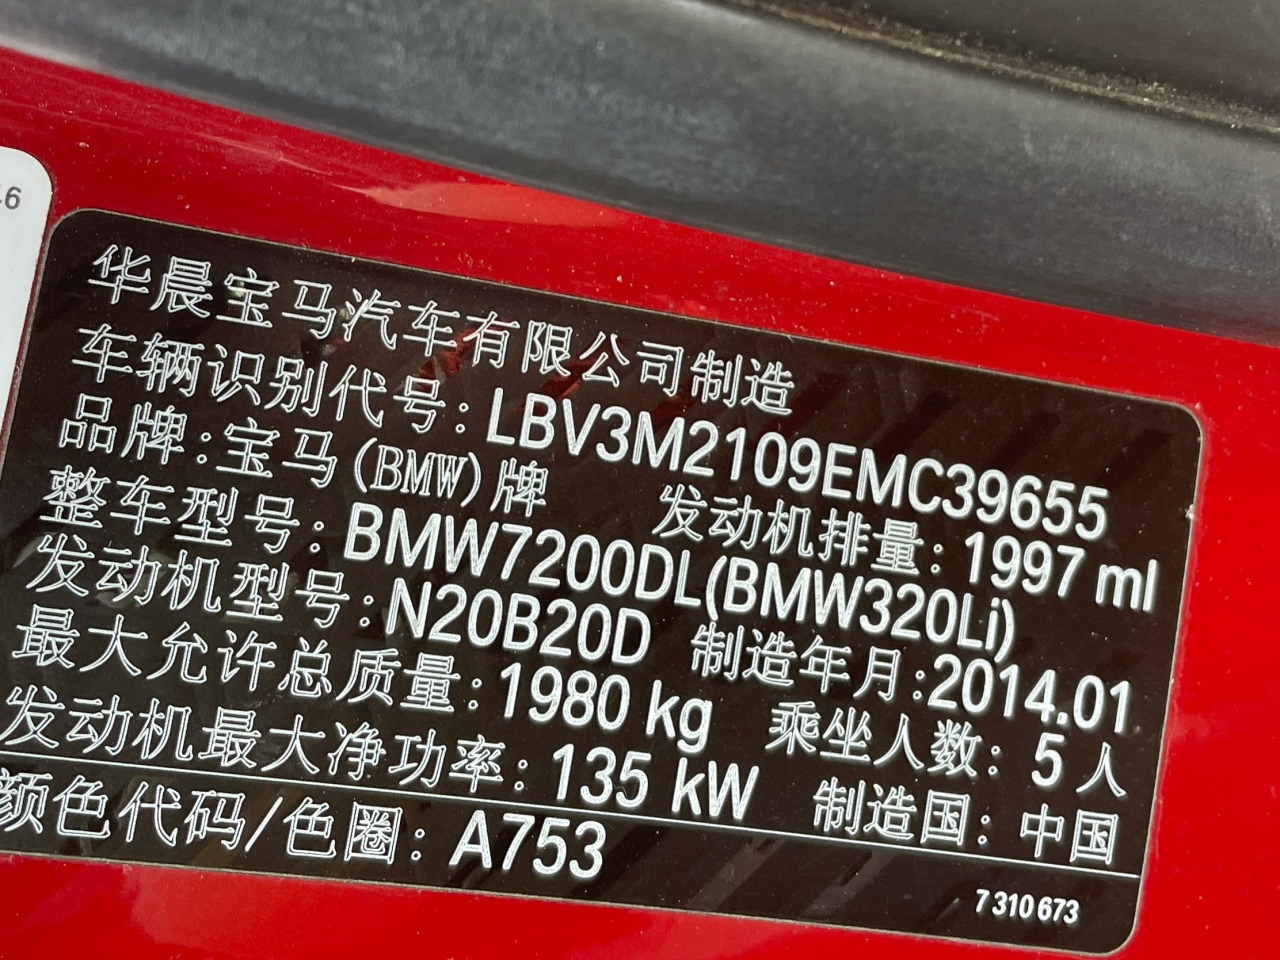 46
华晨宝马汽车有限公司制造
车辆识别代号: LBV3M2109EMC39655
品牌:宝马(BMW)牌 发动机排量: 1997 ml
整车型号: BMW7200DL(BMW320Li)
发动机型号:N20B20D 制造年月:2014.01
最大允许总质量: 1980 kg 乘坐人数: 5 人
发动机最大净功率: 135 kW 制造国: 中国
颜色代码/色圈: A753
7 310 673